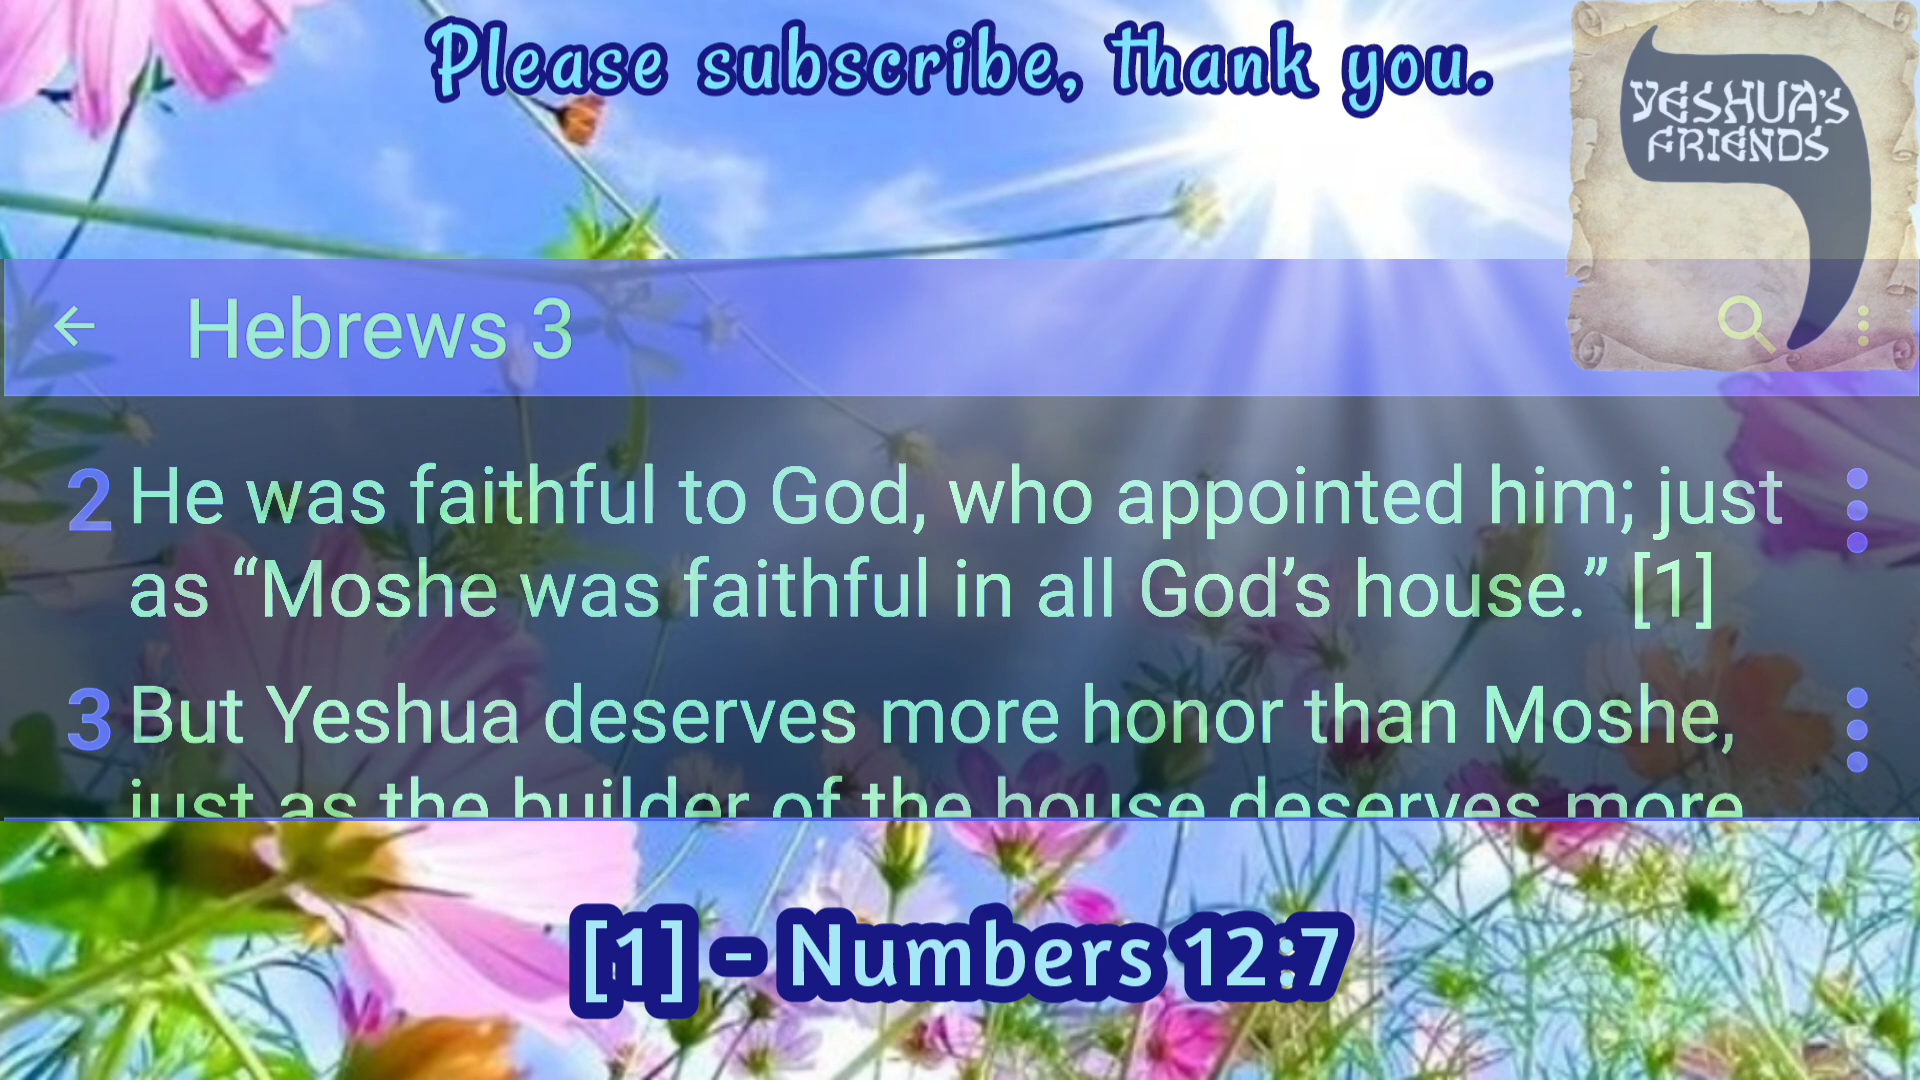 Please subscribe, thank you.
YESHUA'S
FRIENDS
← Hebrews 3
2 He was faithful to God, who appointed him; just
as “Moshe was faithful in all God’s house.” [1]
3 But Yeshua deserves more honor than Moshe,
just as the builder of the house deserves more
[1] - Numbers 12:7